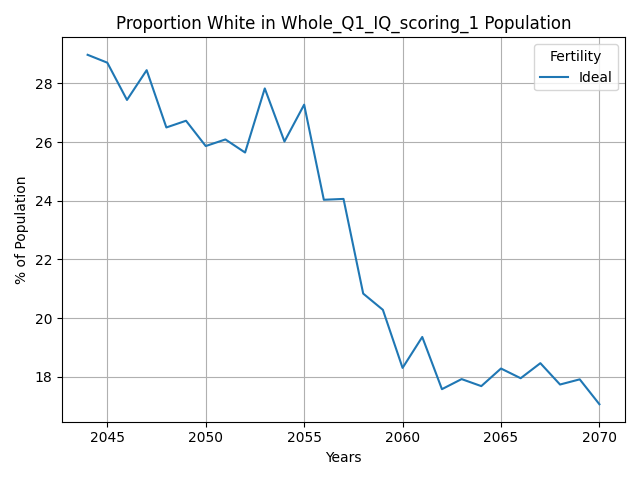 Proportion White in Whole_Q1_IQ_scoring_1 Population
Fertility
Ideal
% of Population
28
26
24
22
20
18
2045 2050 2055 2060 2065 2070
Years